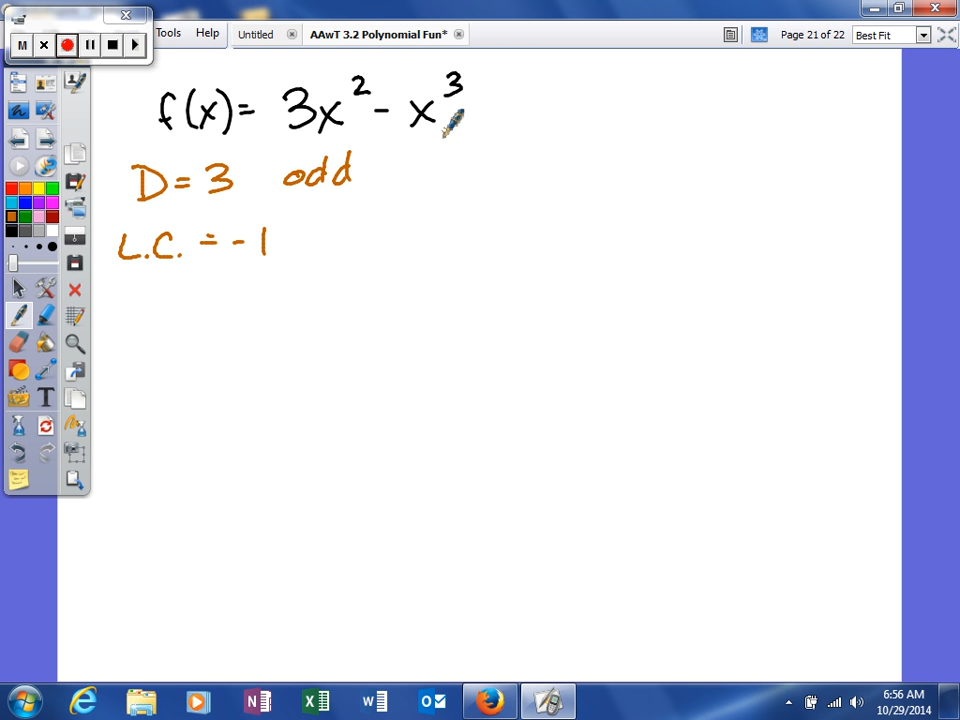 M
Tools Help Untitled AAwT 3.2 Polynomial Fun* Page 21 of 22 Best Fit
f(x)= 3x² - x³
D = 3 odd
L.C. = -1
T
N X W O
6:56 AM
10/29/2014